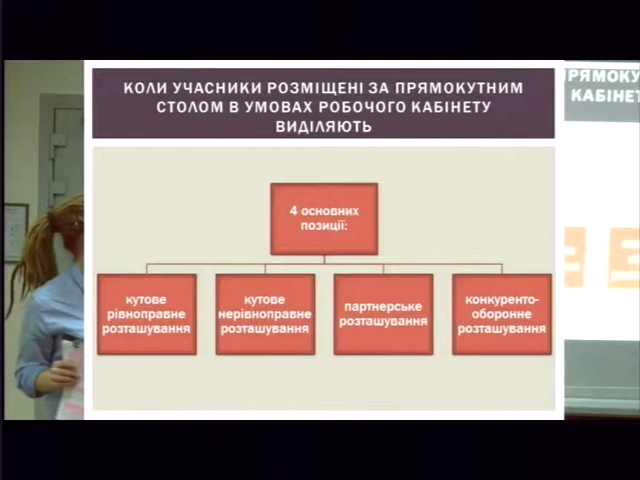 КОЛИ УЧАСНИКИ РОЗМІЩЕНІ ЗА ПРЯМОКУТНИМ
СТОЛОМ В УМОВАХ РОБОЧОГО КАБІНЕТУ
ВИДІЛЯЮТЬ
4 основних
позиції:
кутове
рівноправне
розташування
кутове
нерівноправне
розташування
партнерське
розташування
конкуренто-
оборонне
розташування
ПРЯМОКУ
КАБІНЕТ